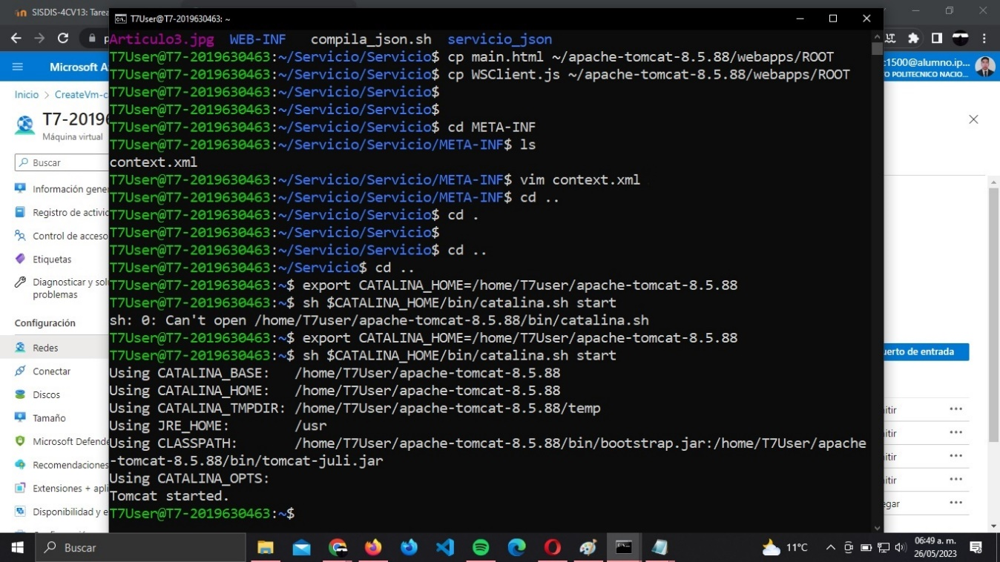 SISDIS-4CV13: Tarea
T7User@T7-2019630463: ~
Microsoft A
:1500@alumno.ip...
O POLITECNICO NACIO...
Inicio > CreateVm-c
T7-2019
Máquina virtual
Buscar
Información gene
Registro de activid
Control de acceso
Etiquetas
Diagnosticar y sol
problemas
Configuración
Redes
Conectar
Discos
Tamaño
Microsoft Defende
Recomendaciones
Extensiones + apli
Disponibilidad y e
Articulo3.jpg WEB-INF compila_json.sh servicio_json
T7User@T7-2019630463:~/Servicio/Servicio$ cp main.html ~/apache-tomcat-8.5.88/webapps/ROOT
T7User@T7-2019630463:~/Servicio/Servicio$ cp WSClient.js ~/apache-tomcat-8.5.88/webapps/ROOT
T7User@T7-2019630463:~/Servicio/Servicio$
T7User@T7-2019630463:~/Servicio/Servicio$
T7User@T7-2019630463:~/Servicio/Servicio$ cd META-INF
T7User@T7-2019630463:~/Servicio/Servicio/META-INF$ ls
context.xml
T7User@T7-2019630463:~/Servicio/Servicio/META-INF$ vim context.xml
T7User@T7-2019630463:~/Servicio/Servicio/META-INF$ cd ..
T7User@T7-2019630463:~/Servicio/Servicio$ cd .
T7User@T7-2019630463:~/Servicio/Servicio$
T7User@T7-2019630463:~/Servicio/Servicio$ cd ..
T7User@T7-2019630463:~/Servicio$ cd ..
T7User@T7-2019630463:~$ export CATALINA_HOME=/home/T7user/apache-tomcat-8.5.88
T7User@T7-2019630463:~$ sh $CATALINA_HOME/bin/catalina.sh start
sh: 0: Can't open /home/T7user/apache-tomcat-8.5.88/bin/catalina.sh
T7User@T7-2019630463:~$ export CATALINA_HOME=/home/T7User/apache-tomcat-8.5.88
T7User@T7-2019630463:~$ sh $CATALINA_HOME/bin/catalina.sh start
Using CATALINA_BASE: /home/T7User/apache-tomcat-8.5.88
Using CATALINA_HOME: /home/T7User/apache-tomcat-8.5.88
Using CATALINA_TMPDIR: /home/T7User/apache-tomcat-8.5.88/temp
Using JRE_HOME: /usr
Using CLASSPATH: /home/T7User/apache-tomcat-8.5.88/bin/bootstrap.jar:/home/T7User/apache
-tomcat-8.5.88/bin/tomcat-juli.jar
Using CATALINA_OPTS:
Tomcat started.
T7User@T7-2019630463:~$
uerto de entrada
itir
itir
itir
itir
egar
Buscar
11°C
06:49 a. m.
26/05/2023